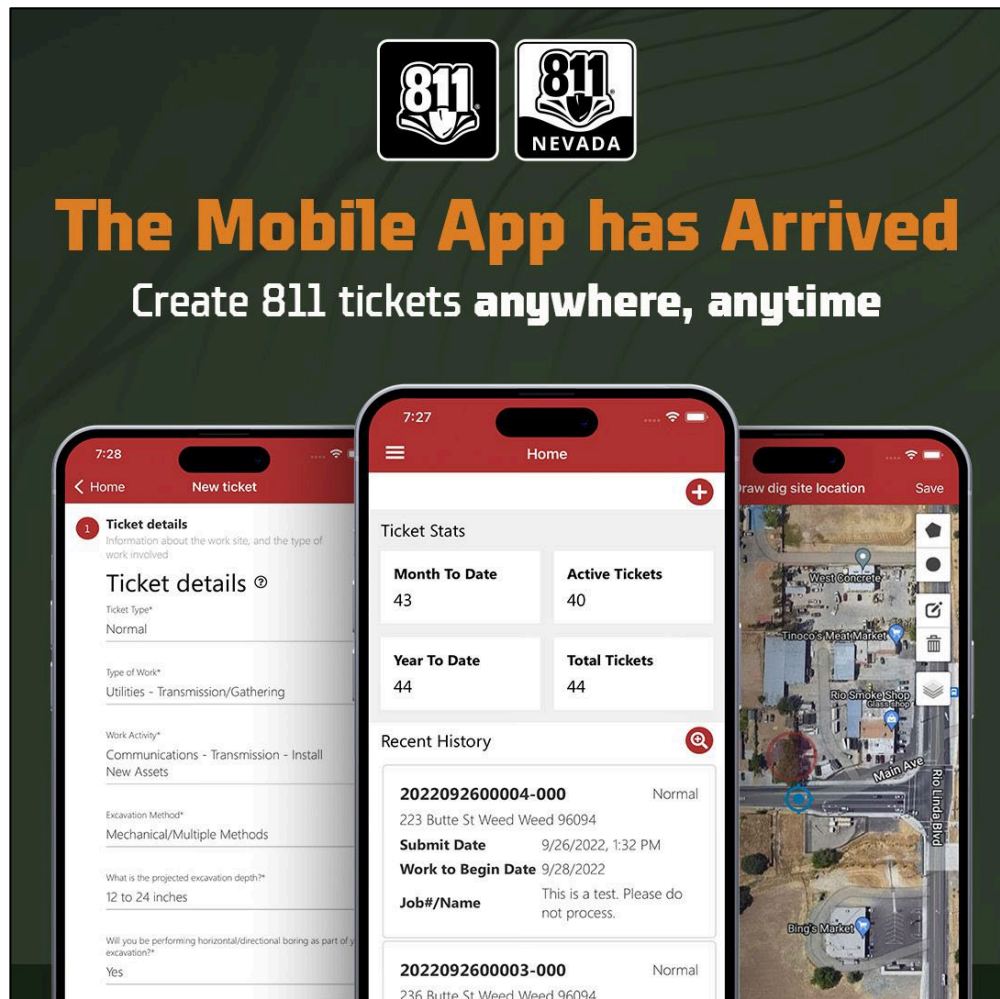 811
811
NEVADA
The Mobile App has Arrived
Create 811 tickets anywhere, anytime
7:28
Home
New ticket
1
Ticket details
Information about the work site, and the type of
work involved
Ticket details
Ticket Type*
Normal
Type of Work*
Utilities - Transmission/Gathering
Work Activity*
Communications - Transmission - Install
New Assets
Excavation Method*
Mechanical/Multiple Methods
What is the projected excavation depth?*
12 to 24 inches
Will you be performing horizontal/directional boring as part of y
excavation?*
Yes
7:27
Home
Ticket Stats
Month To Date
43
Active Tickets
40
Year To Date
44
Total Tickets
44
Recent History
2022092600004-000 Normal
223 Butte St Weed Weed 96094
Submit Date 9/26/2022, 1:32 PM
Work to Begin Date 9/28/2022
Job#/Name This is a test. Please do
not process.
2022092600003-000 Normal
236 Butte St Weed Weed 96094
raw dig site location
Save
West Concrete
Tinoco's Meat Market
Rio Smoke Shop
Glass shop
Main Ave
Rio Linda Blvd
Bing's Market